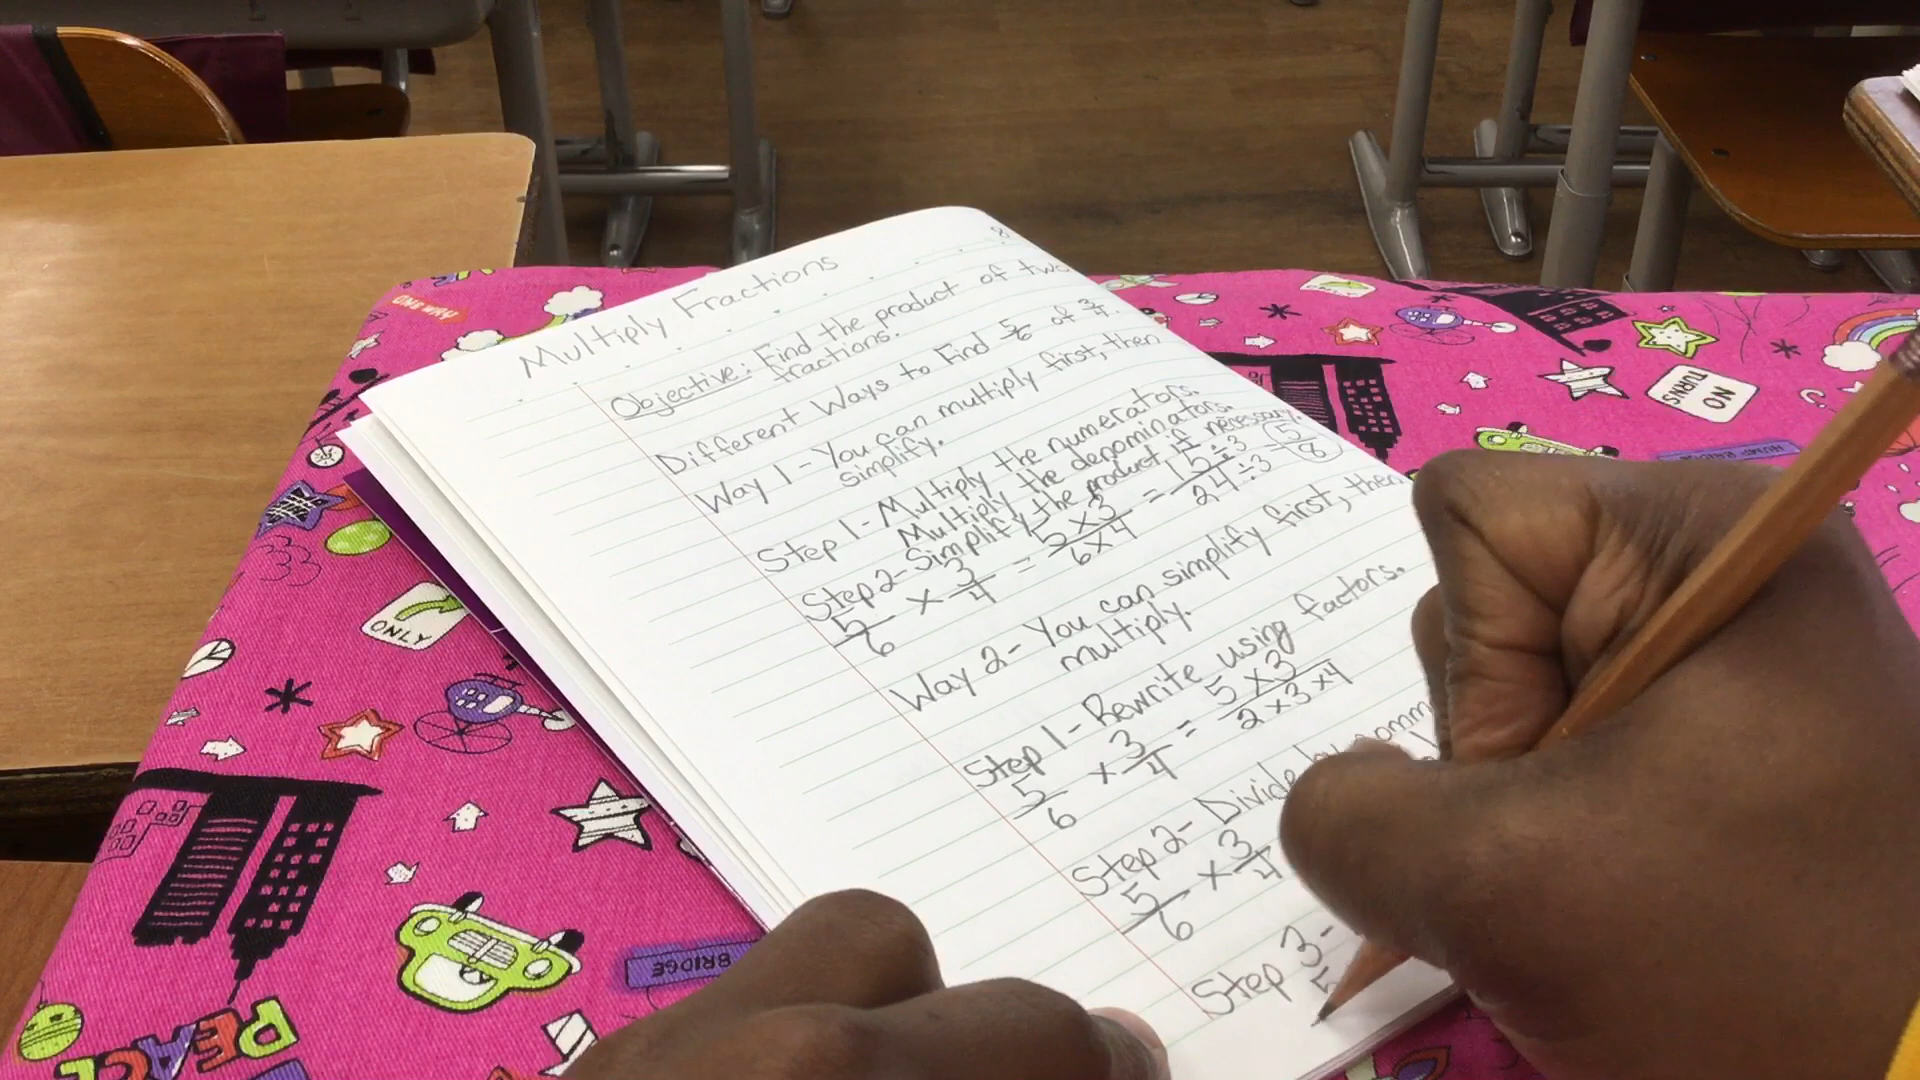 8
Multiply Fractions
Objective: Find the product of two
fractions.
Different Ways to Find 5/6 of 3/4.
Way 1 - You can multiply first, then
simplify.
Step 1 - Multiply the numerators.
Multiply the denominators.
Step 2 - Simplify the product if necessary.
5/6 x 3/4 = 5 x 3/6 x 4 = 15 ÷ 3/24 ÷ 3 = 5/8
Way 2 - You can simplify first, then
multiply.
Step 1 - Rewrite using factors.
5/6 x 3/4 = 5 x 3/2 x 3 x 4
Step 2 - Divide by
5/6 x 3/4
Step 3 -
5
ONE WAY
NO TURNS
ONLY
BRIDGE
PEACE